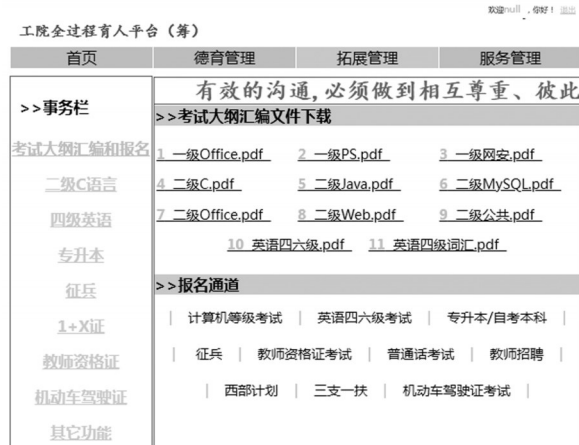 欢迎null ，你好！ 退出
工院全过程育人平台（筹）
首页 德育管理 拓展管理 服务管理
>>事务栏
考试大纲汇编和报名
二级C语言
四级英语
专升本
征兵
1+X证
教师资格证
机动车驾驶证
其它功能
有效的沟通,必须做到相互尊重、彼此
>>考试大纲汇编文件下载
1 一级Office.pdf 2 一级PS.pdf 3 一级网安.pdf
4 二级C.pdf 5 二级Java.pdf 6 二级MySQL.pdf
7 二级Office.pdf 8 二级Web.pdf 9 二级公共.pdf
10 英语四六级.pdf 11 英语四级词汇.pdf
>>报名通道
| 计算机等级考试 | 英语四六级考试 | 专升本/自考本科 |
| 征兵 | 教师资格证考试 | 普通话考试 | 教师招聘 |
| 西部计划 | 三支一扶 | 机动车驾驶证考试 |